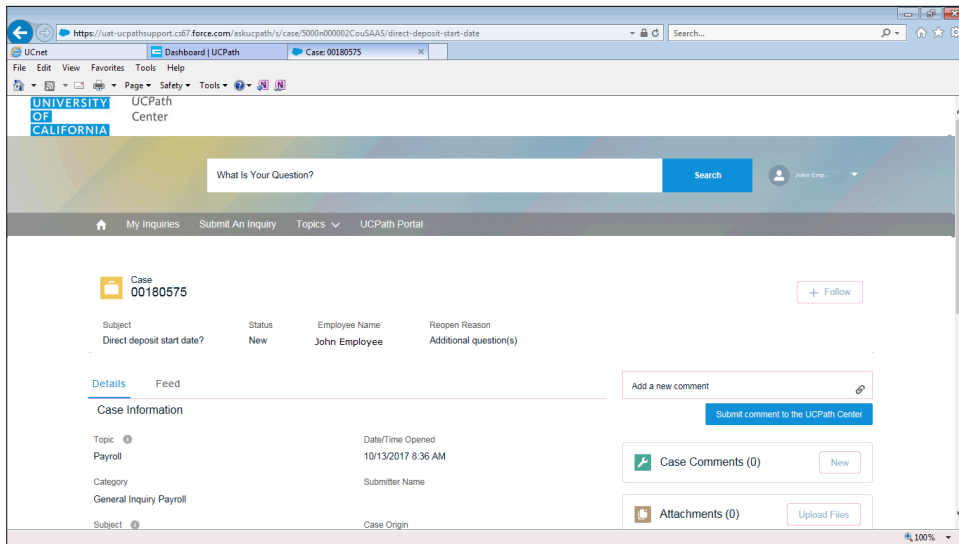 https://uat-ucpathsupport.cs67.force.com/askucpath/s/case/5000n000002CouSAAS/direct-deposit-start-date
Search...
UCnet Dashboard | UCPath Case: 00180575
File Edit View Favorites Tools Help
Page Safety Tools
UNIVERSITY OF CALIFORNIA
UCPath Center
What Is Your Question? Search John Emp.
My Inquiries Submit An Inquiry Topics UCPath Portal
Case
00180575
+ Follow
Subject Status Employee Name Reopen Reason
Direct deposit start date? New John Employee Additional question(s)
Details Feed
Add a new comment
Submit comment to the UCPath Center
Case Information
Topic Date/Time Opened
Payroll 10/13/2017 8:36 AM
Case Comments (0) New
Category Submitter Name
General Inquiry Payroll
Attachments (0) Upload Files
Subject Case Origin
100%